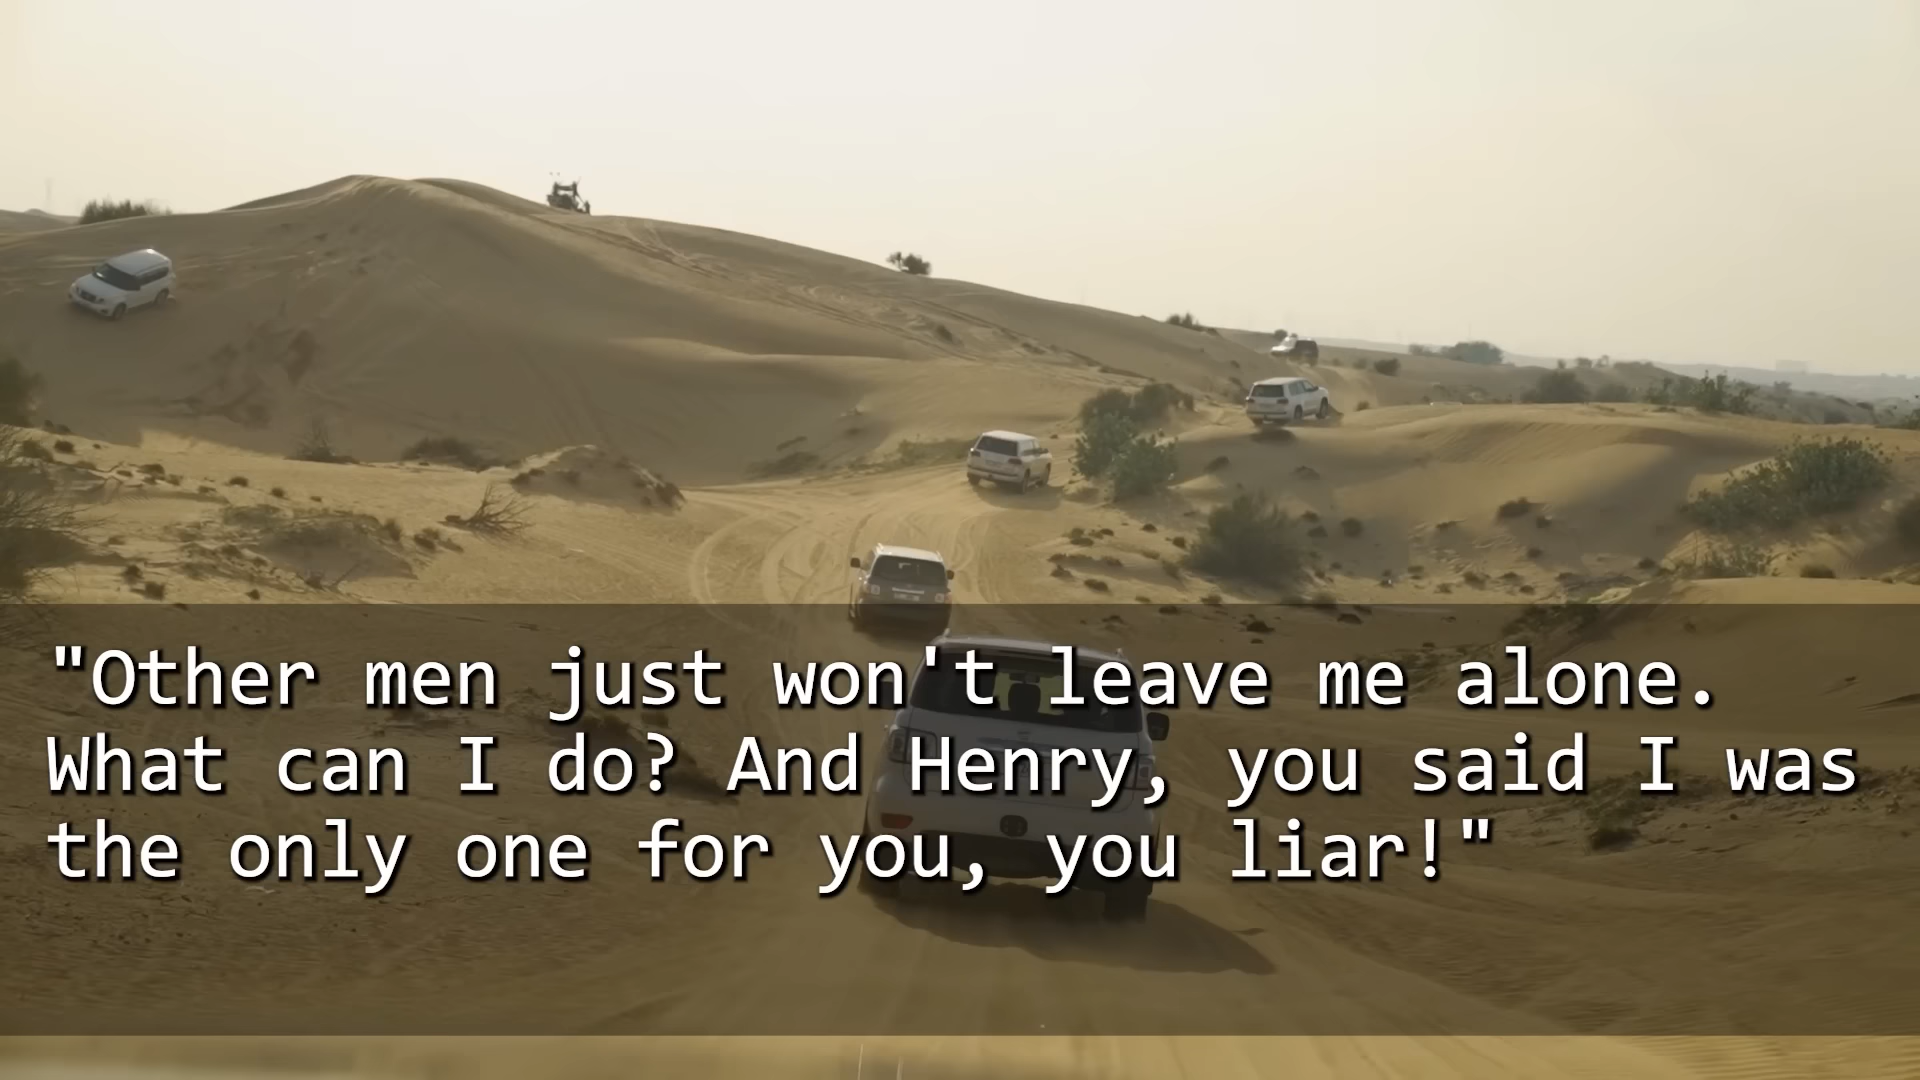 "Other men just won't leave me alone.
What can I do? And Henry, you said I was
the only one for you, you liar!"